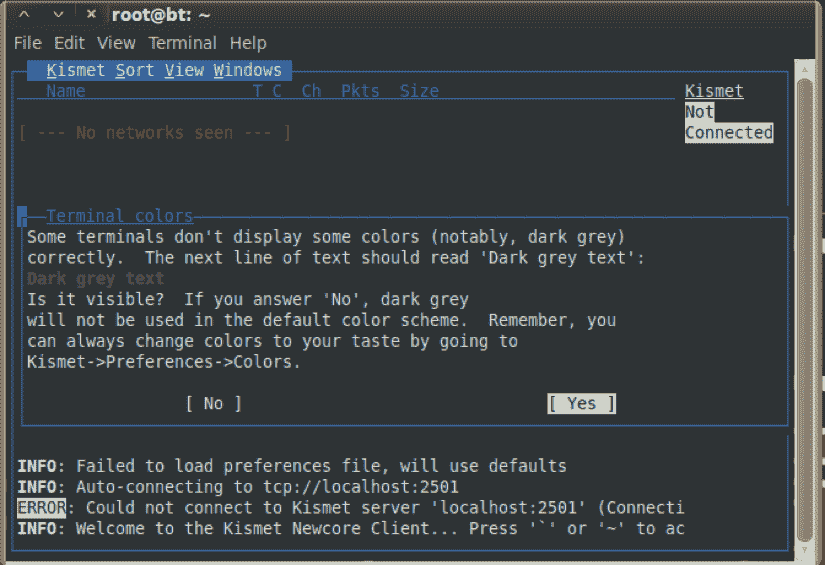 root@bt: ~
File Edit View Terminal Help
Kismet Sort View Windows
Name T C Ch Pkts Size Kismet
Not
[ --- No networks seen --- ] Connected
Terminal colors
Some terminals don't display some colors (notably, dark grey)
correctly. The next line of text should read 'Dark grey text':
Dark grey text
Is it visible? If you answer 'No', dark grey
will not be used in the default color scheme. Remember, you
can always change colors to your taste by going to
Kismet->Preferences->Colors.
[ No ] [ Yes ]
INFO: Failed to load preferences file, will use defaults
INFO: Auto-connecting to tcp://localhost:2501
ERROR: Could not connect to Kismet server 'localhost:2501' (Connecti
INFO: Welcome to the Kismet Newcore Client... Press '`' or '~' to ac